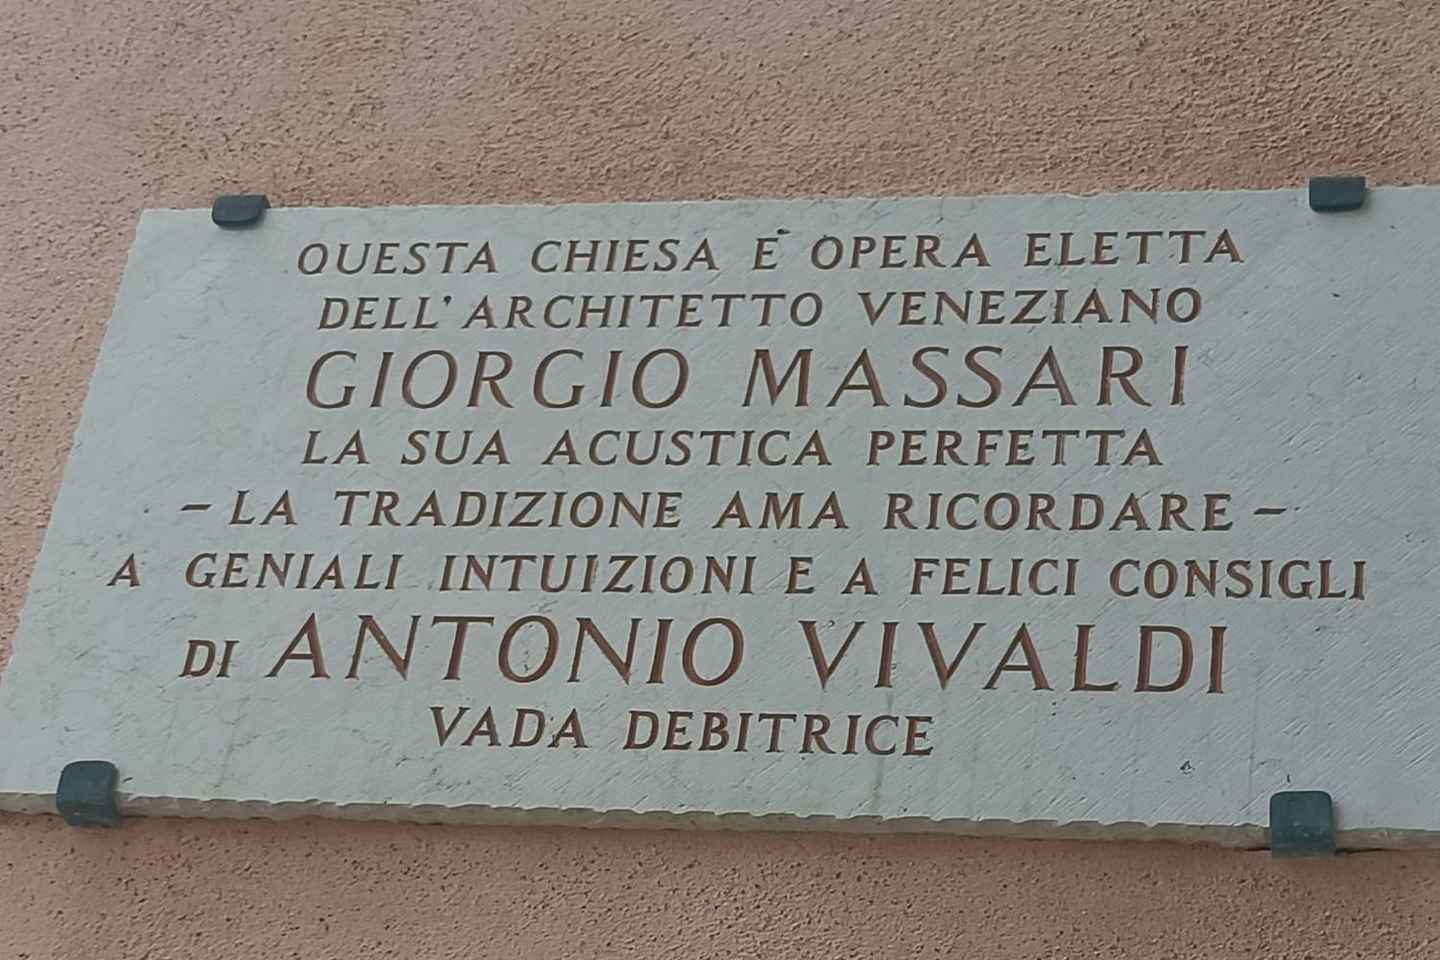 QUESTA CHIESA È OPERA ELETTA
DELL'ARCHITETTO VENEZIANO
GIORGIO MASSARI
LA SUA ACUSTICA PERFETTA
– LA TRADIZIONE AMA RICORDARE –
A GENIALI INTUIZIONI E A FELICI CONSIGLI
DI ANTONIO VIVALDI
VADA DEBITRICE